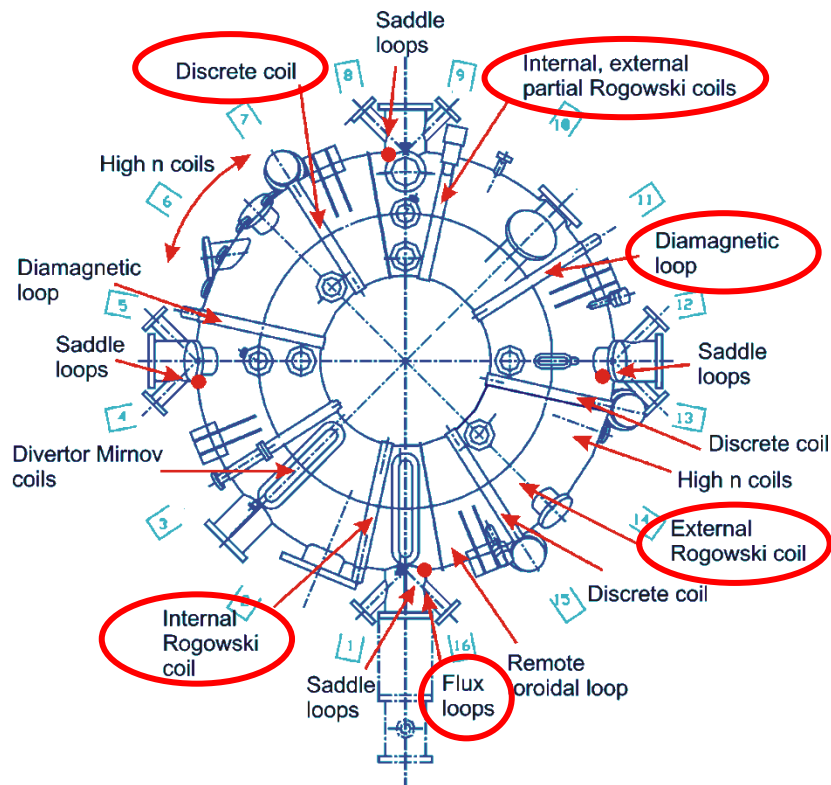 Saddle
loops
Discrete coil
Internal, external
partial Rogowski coils
8
9
7
10
High n coils
6
11
Diamagnetic
loop
Diamagnetic
loop
5
12
Saddle
loops
Saddle
loops
4
13
Discrete coil
Divertor Mirnov
coils
High n coils
3
14
External
Rogowski coil
2
15
Discrete coil
Internal
Rogowski
coil
1
16
Saddle
loops
Flux
loops
Remote
oroidal loop